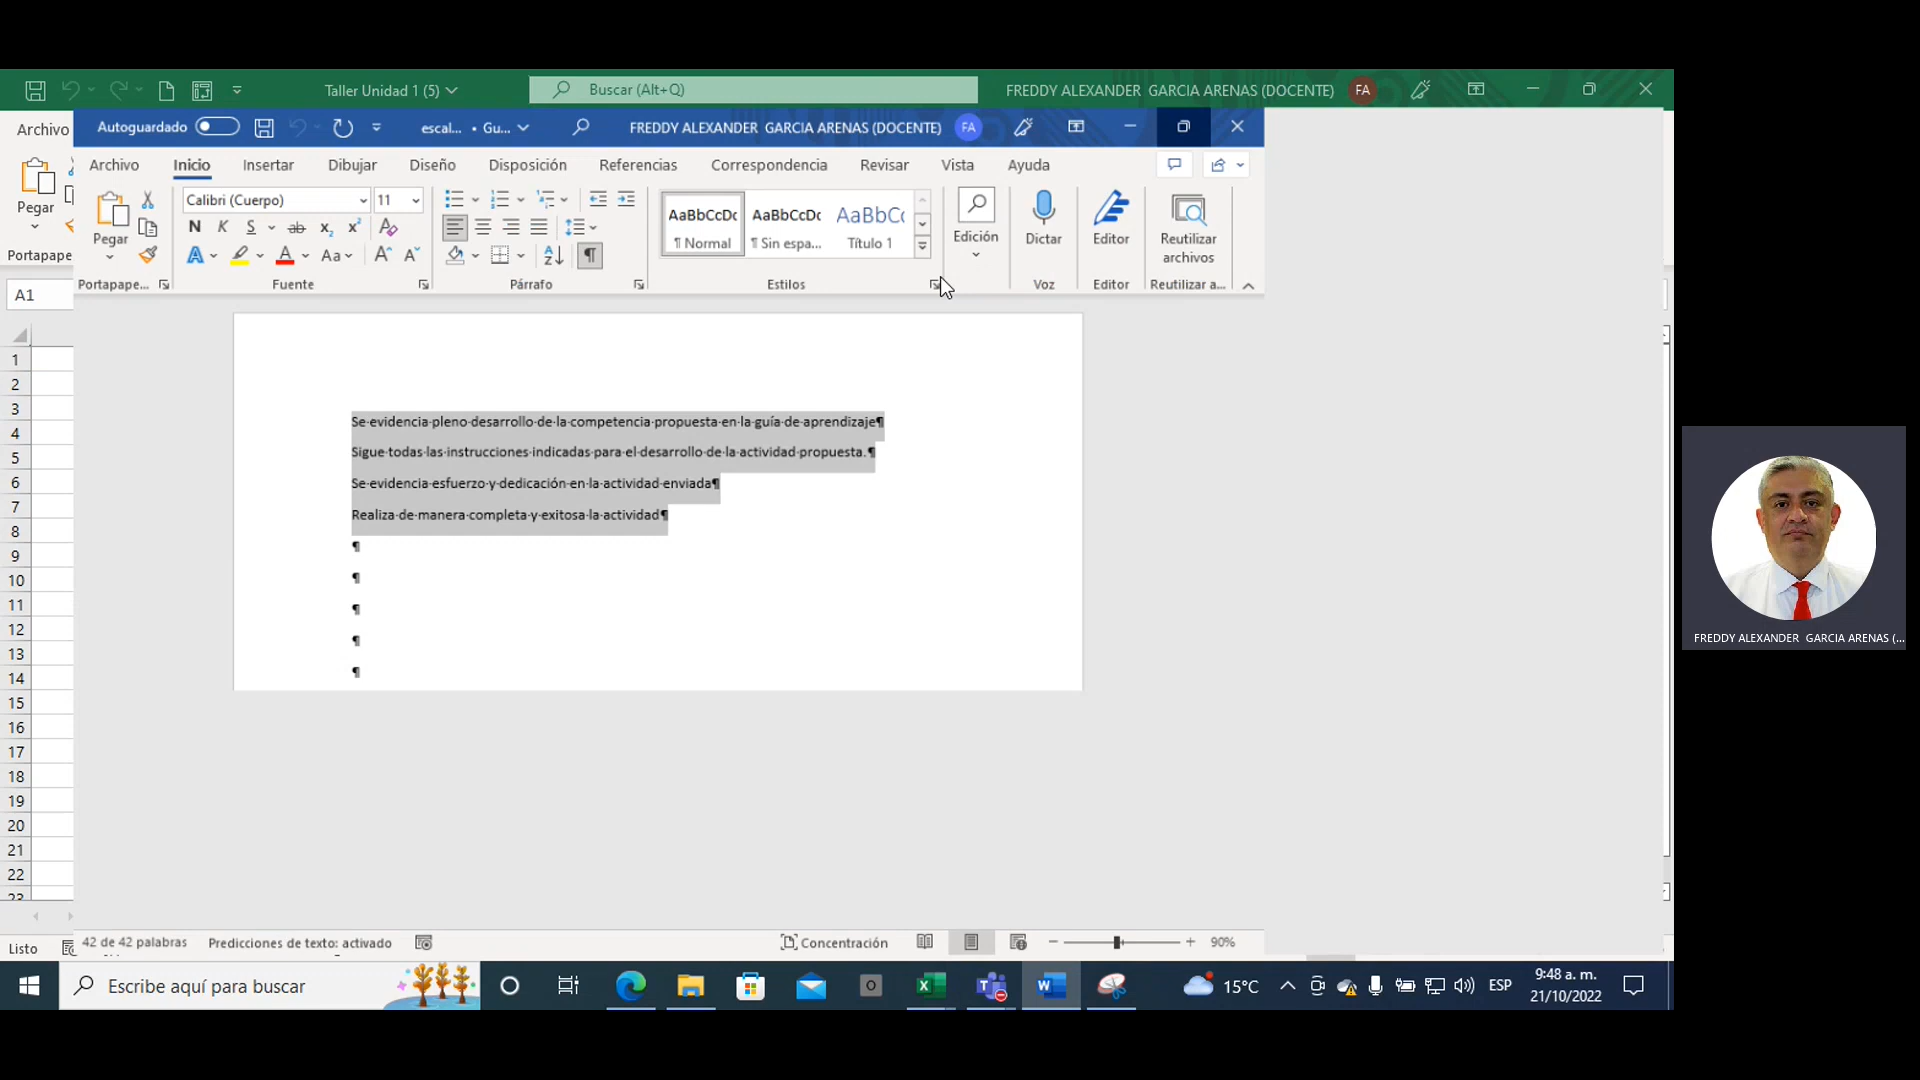 Taller Unidad 1 (5)
Buscar (Alt+Q)
FREDDY ALEXANDER GARCIA ARENAS (DOCENTE)
FA
Archivo
Autoguardado
escal... • Gu...
FREDDY ALEXANDER GARCIA ARENAS (DOCENTE)
FA
Archivo
Inicio
Insertar
Dibujar
Diseño
Disposición
Referencias
Correspondencia
Revisar
Vista
Ayuda
Pegar
Portapape
A1
Pegar
Portapape...
Calibri (Cuerpo)
11
N K S ab x₂ x²
A A Aa A A
Fuente
Párrafo
AaBbCcDc
¶ Normal
AaBbCcDc
¶ Sin espa...
AaBbCc
Título 1
Estilos
Edición
Dictar
Voz
Editor
Editor
Reutilizar
archivos
Reutilizar a...
Se·evidencia·pleno·desarrollo·de·la·competencia·propuesta·en·la·guía·de·aprendizaje¶
Sigue·todas·las·instrucciones·indicadas·para·el·desarrollo·de·la·actividad·propuesta.¶
Se·evidencia·esfuerzo·y·dedicación·en·la·actividad·enviada¶
Realiza·de·manera·completa·y·exitosa·la·actividad¶
¶
¶
¶
¶
¶
1
2
3
4
5
6
7
8
9
10
11
12
13
14
15
16
17
18
19
20
21
22
23
Listo
42 de 42 palabras
Predicciones de texto: activado
Concentración
90%
Escribe aquí para buscar
15°C
ESP
9:48 a. m.
21/10/2022
FREDDY ALEXANDER GARCIA ARENAS (...